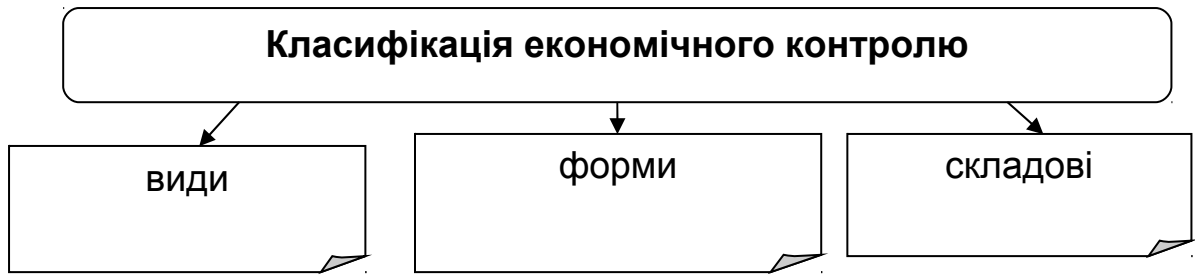 Класифікація економічного контролю
види
форми
складові